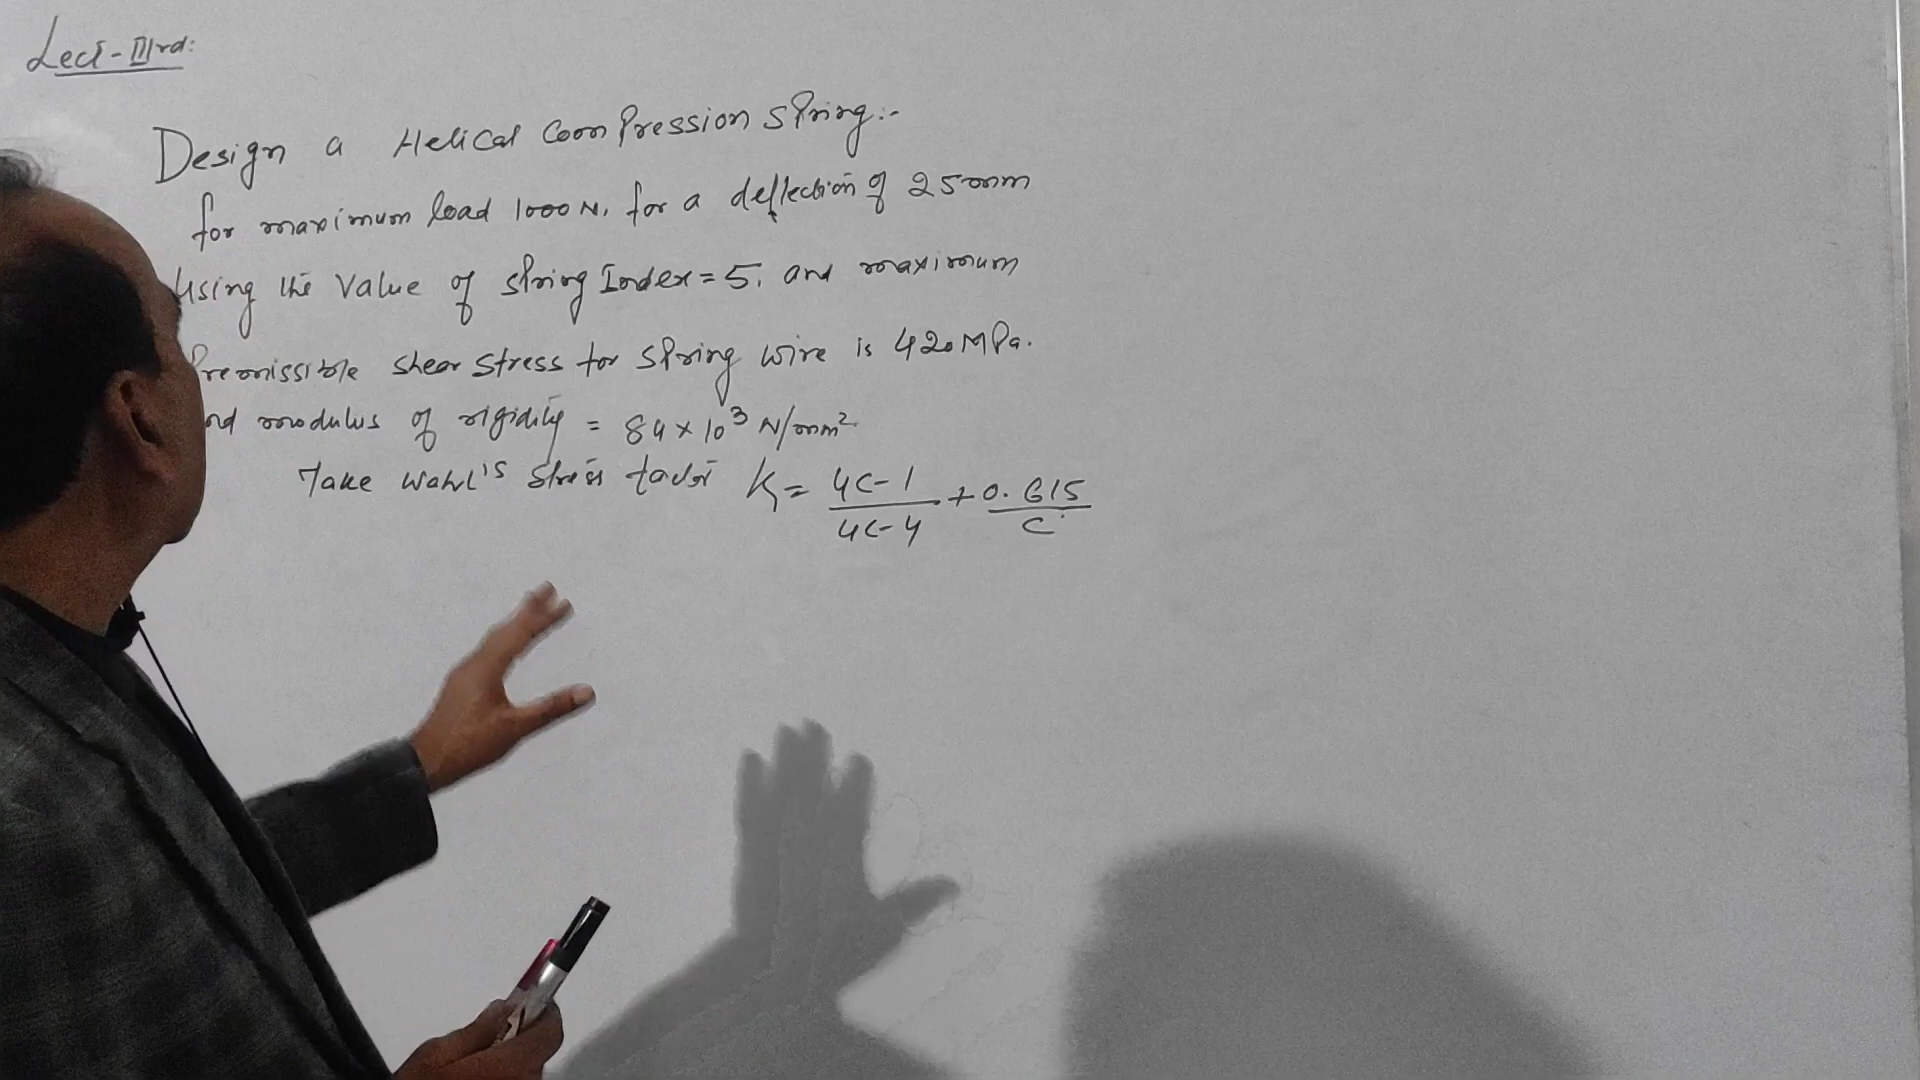 Lect-IIIrd:
Design a Helical Compression spring:-
for maximum load 1000 N. for a deflection of 25 mm
Using the Value of spring Index = 5. and maximum
Permissible shear stress for spring wire is 420 MPa.
and modulus of rigidity = 84 × 10³ N/mm²
Take Wahl's stress factor K = 4C-1/4C-4 + 0.615/C